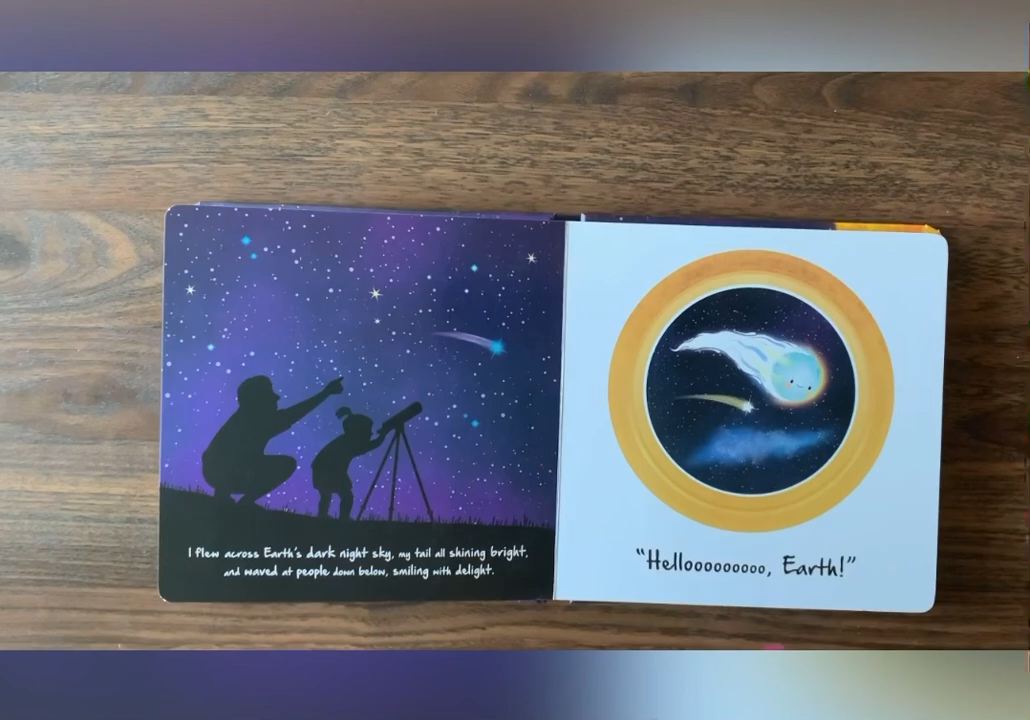 I flew across Earth's dark night sky, my tail all shining bright,
and waved at people down below, smiling with delight.
"Hellooooooooo, Earth!"